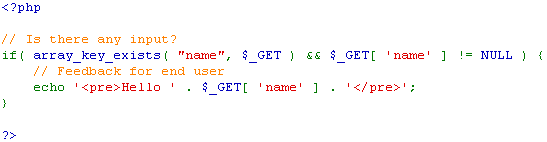 <?php
// Is there any input?
if( array_key_exists( "name", $_GET ) && $_GET[ 'name' ] != NULL ) {
    // Feedback for end user
    echo '<pre>Hello ' . $_GET[ 'name' ] . '</pre>';
}
?>